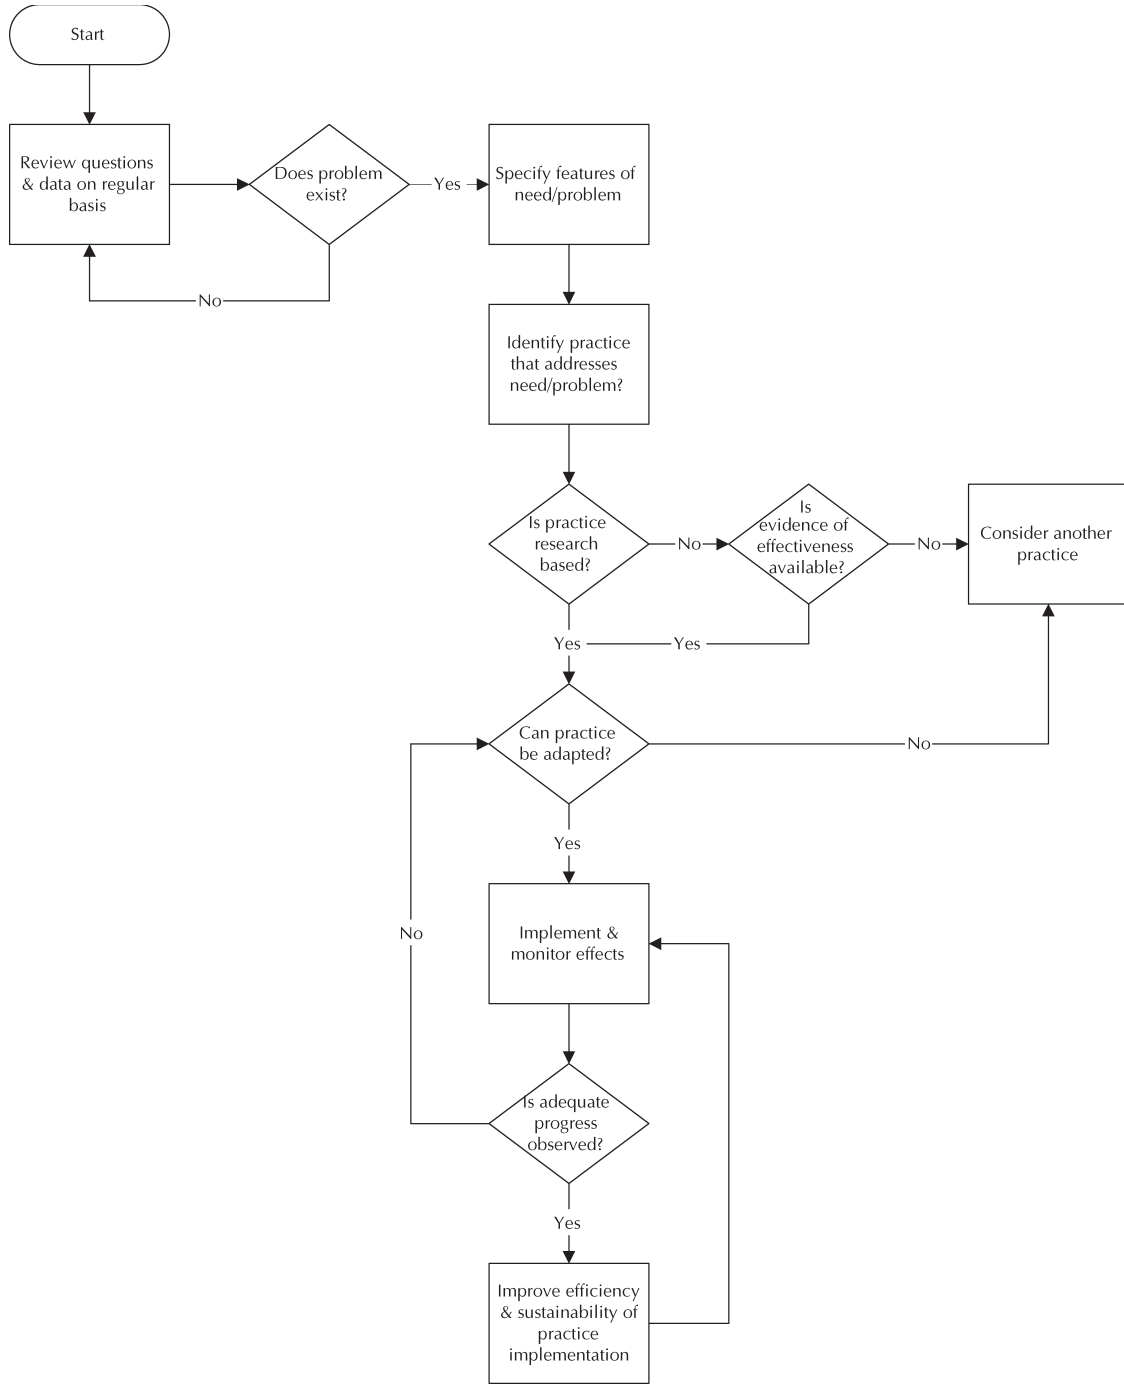 Start
Review questions
& data on regular
basis
Does problem
exist?
Yes
Specify features of
need/problem
No
Identify practice
that addresses
need/problem?
Is practice
research
based?
No
Is
evidence of
effectiveness
available?
No
Consider another
practice
Yes
Yes
Can practice
be adapted?
No
Yes
No
Implement &
monitor effects
Is adequate
progress
observed?
Yes
Improve efficiency
& sustainability of
practice
implementation